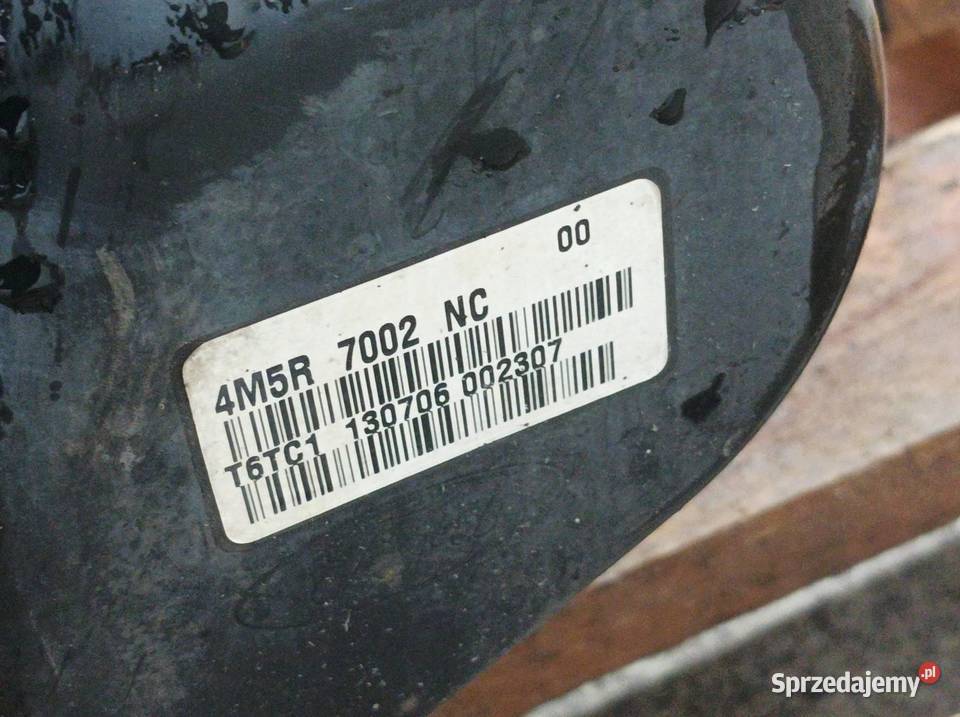 00
4M5R 7002 NC
T6TC1 130706 002307
Sprzedajemy.pl